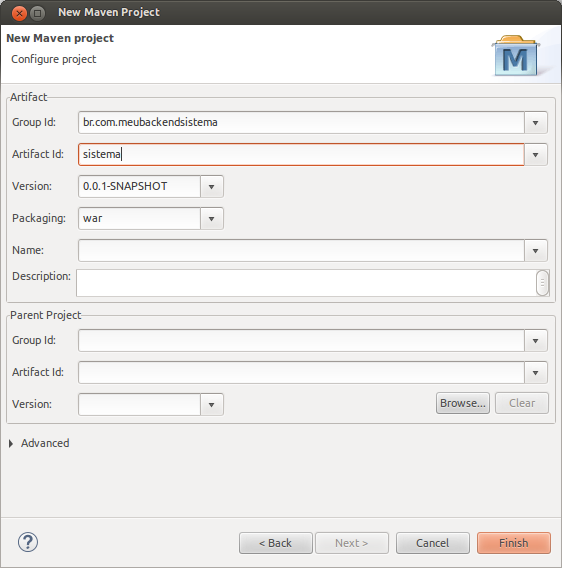 New Maven Project
New Maven project
Configure project
M
Artifact
Group Id: br.com.meubackendsistema
Artifact Id: sistema
Version: 0.0.1-SNAPSHOT
Packaging: war
Name:
Description:
Parent Project
Group Id:
Artifact Id:
Version: Browse... Clear
Advanced
? < Back Next > Cancel Finish